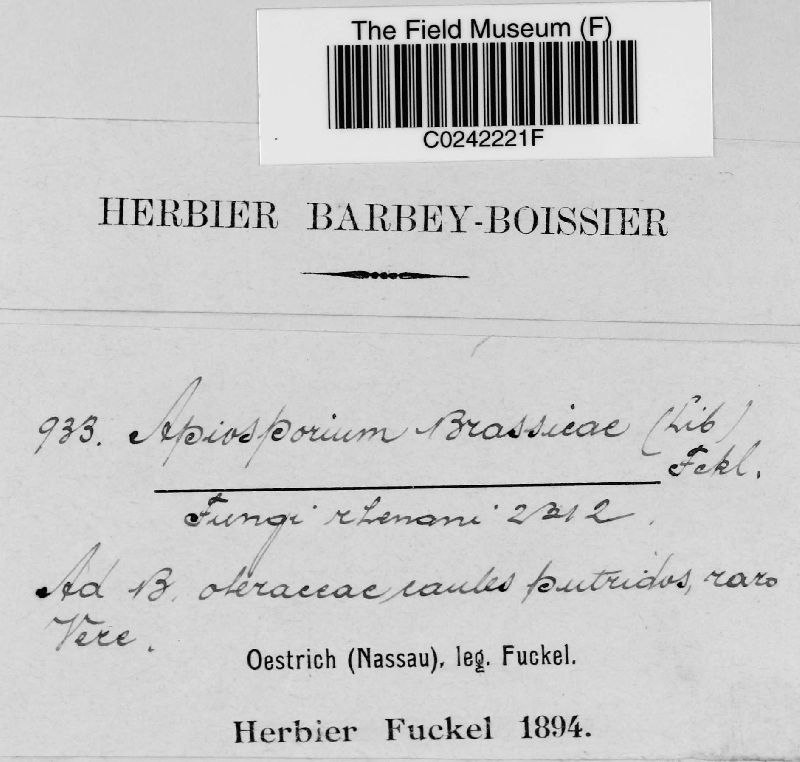 The Field Museum (F)
C0242221F
HERBIER BARBEY-BOISSIER
933. Apiosporium Brassicae (Lib)
Fckl.
Fungi rhenani 2212.
Ad B. oleraceae caules putridos, raro
Vere.
Oestrich (Nassau), leg. Fuckel.
Herbier Fuckel 1894.